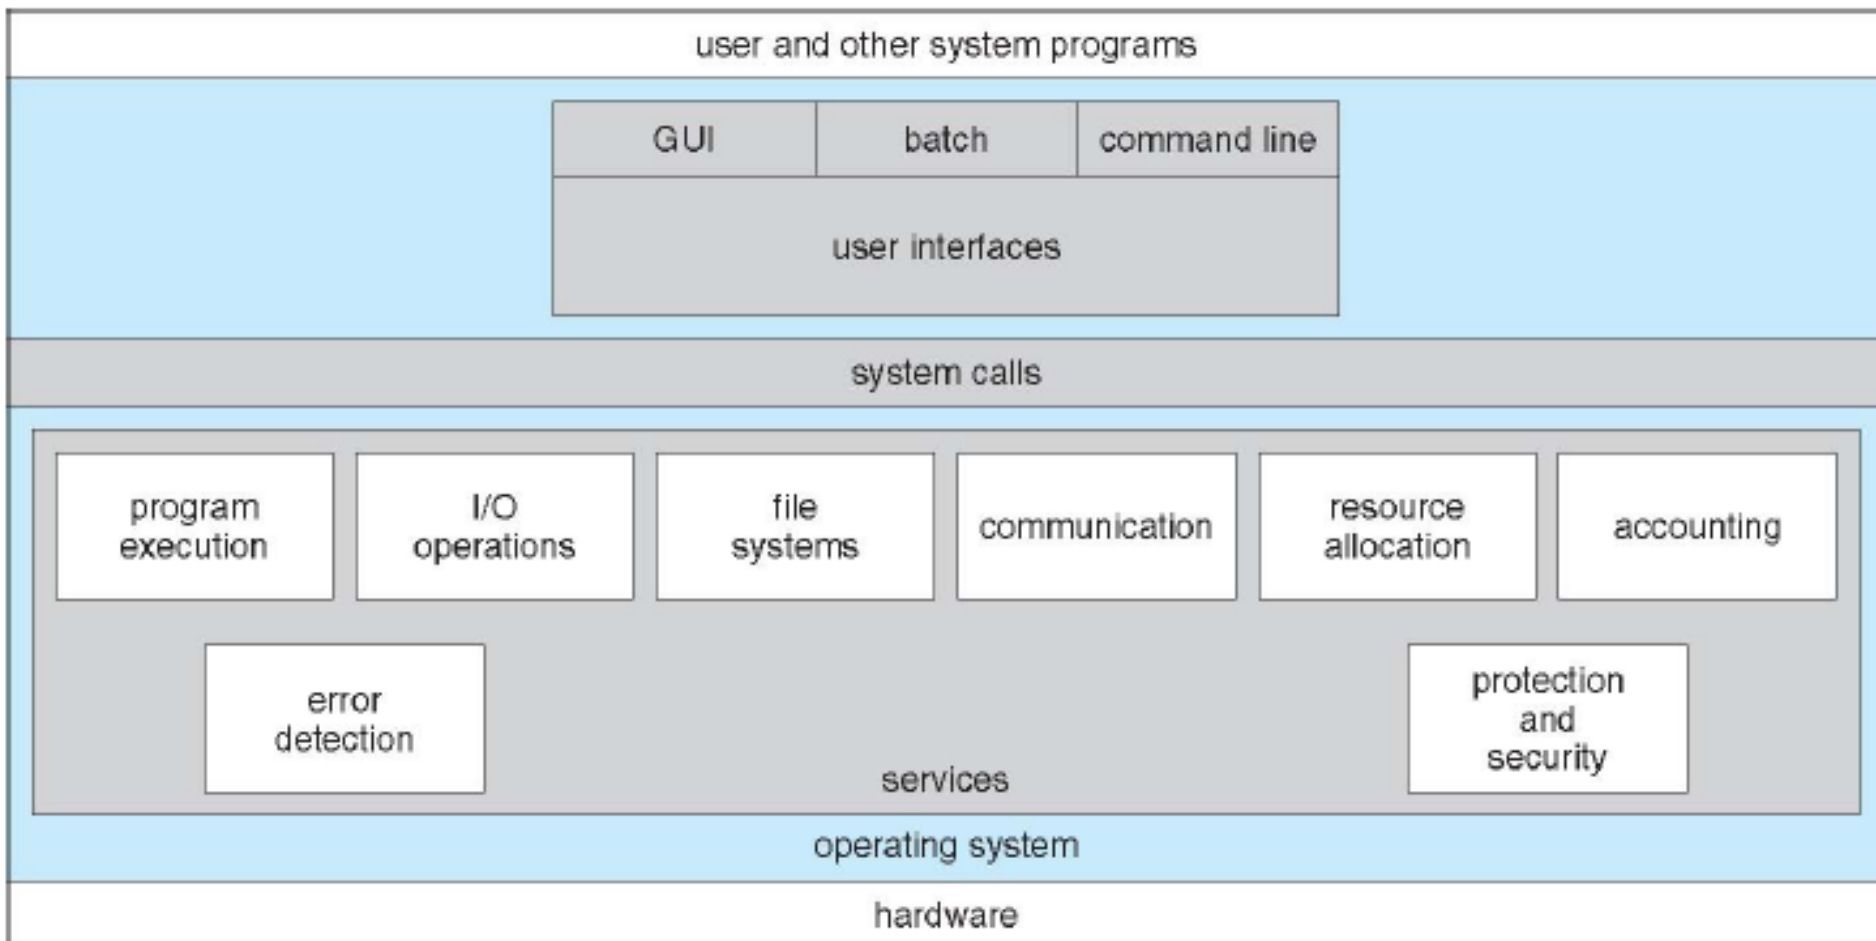 user and other system programs
GUI
batch
command line
user interfaces
system calls
program
execution
I/O
operations
file
systems
communication
resource
allocation
accounting
error
detection
protection
and
security
services
operating system
hardware